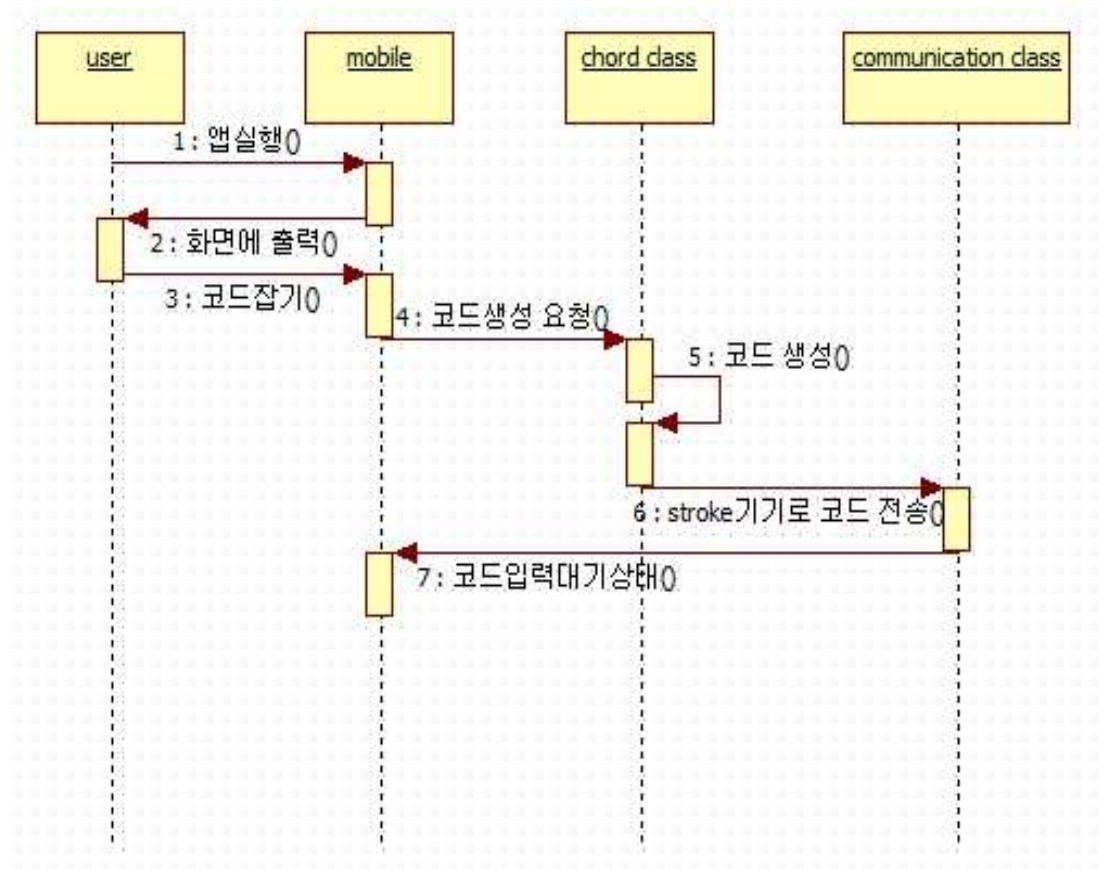 user
mobile
chord class
communication class
1 : 앱실행()
2 : 화면에 출력()
3 : 코드잡기()
4 : 코드생성 요청()
5 : 코드 생성()
6 : stroke기기로 코드 전송()
7 : 코드입력대기상태()